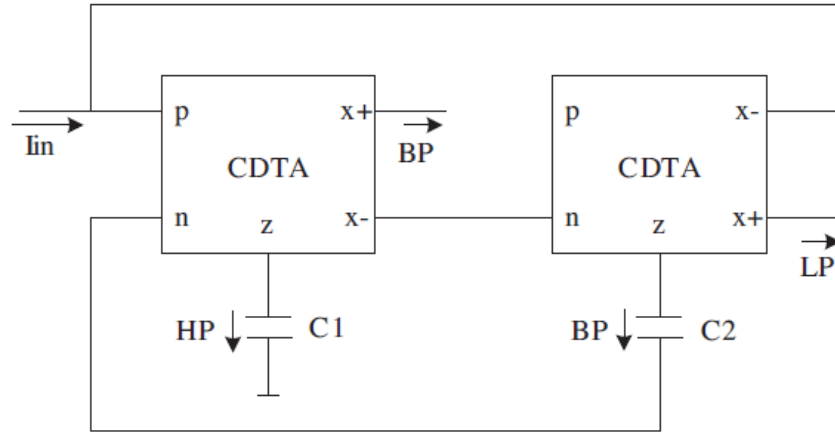 p x+ p x-
Iin BP
CDTA CDTA
n z x- n z x+
LP
HP C1 BP C2